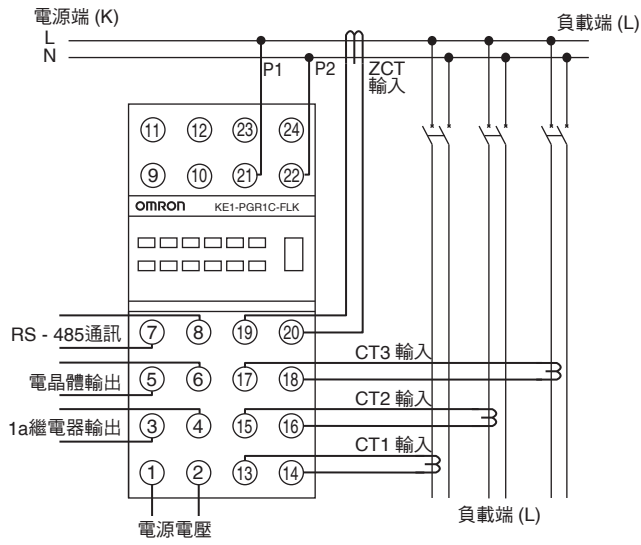 電源端 (K)
負載端 (L)
L
N
P1
P2
ZCT
輸入
⑪ ⑫ ㉓ ㉔
⑨ ⑩ ㉑ ㉒
OMRON KE1-PGR1C-FLK
⑦ ⑧ ⑲ ⑳
RS - 485通訊
CT3 輸入
⑤ ⑥ ⑰ ⑱
電晶體輸出
CT2 輸入
③ ④ ⑮ ⑯
1a繼電器輸出
CT1 輸入
① ② ⑬ ⑭
電源電壓
負載端 (L)